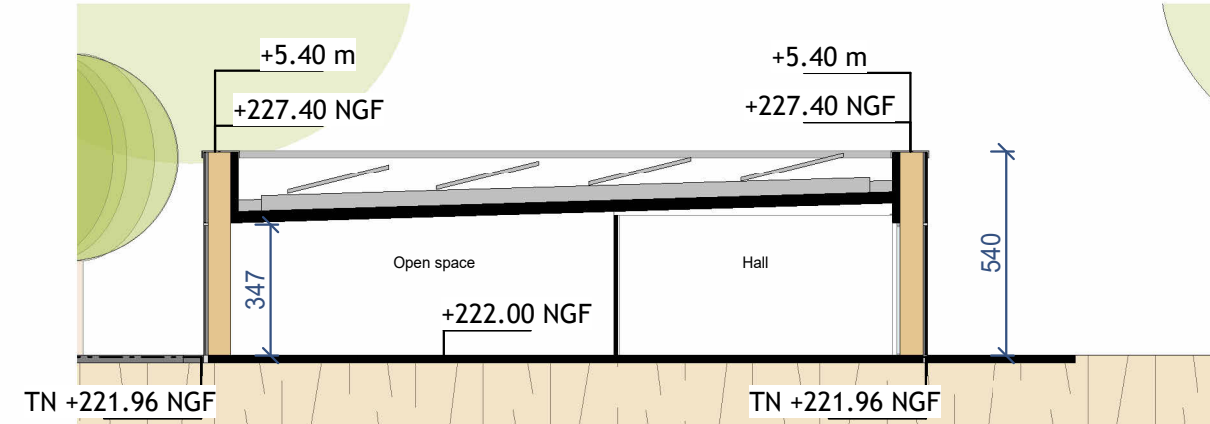 +5.40 m
+5.40 m
+227.40 NGF
+227.40 NGF
Open space
Hall
347
540
+222.00 NGF
TN +221.96 NGF
TN +221.96 NGF